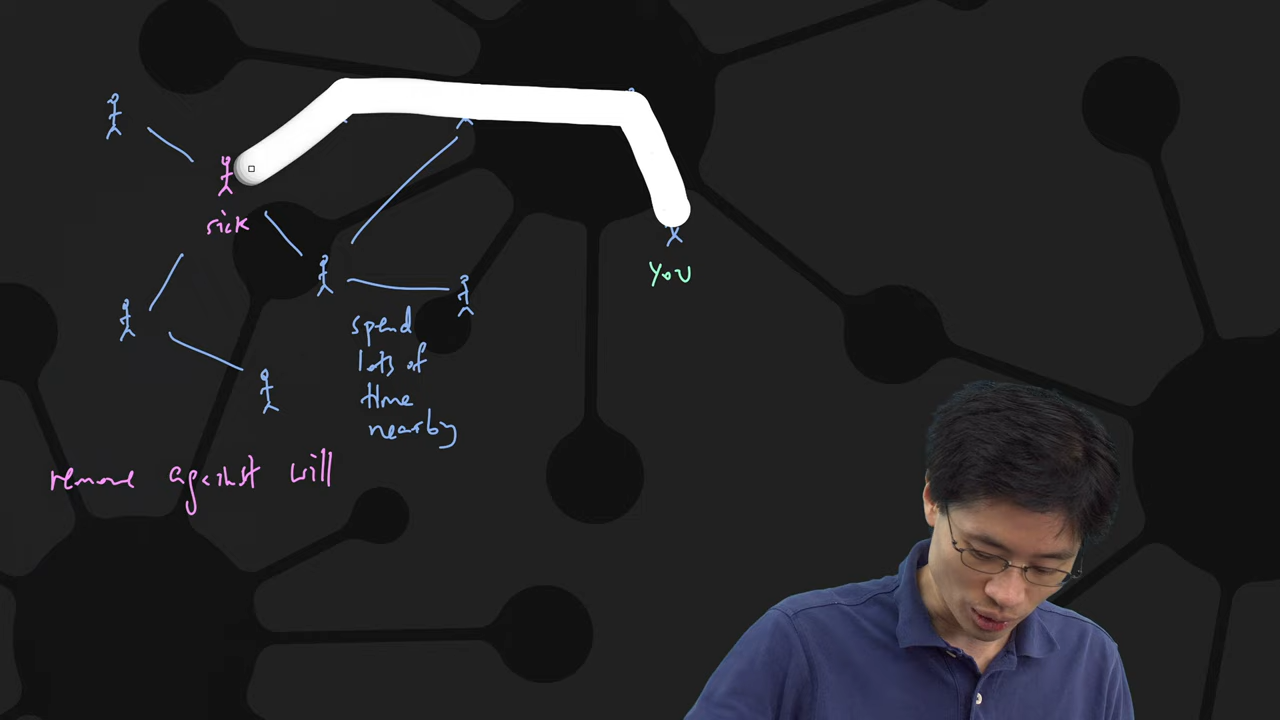 sick
You
spend
lots of
time
nearby
remove against will